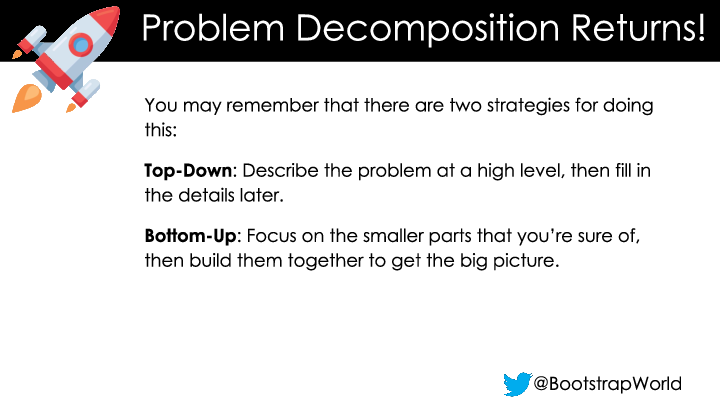 Problem Decomposition Returns!
You may remember that there are two strategies for doing
this:
Top-Down: Describe the problem at a high level, then fill in
the details later.
Bottom-Up: Focus on the smaller parts that you’re sure of,
then build them together to get the big picture.
@BootstrapWorld